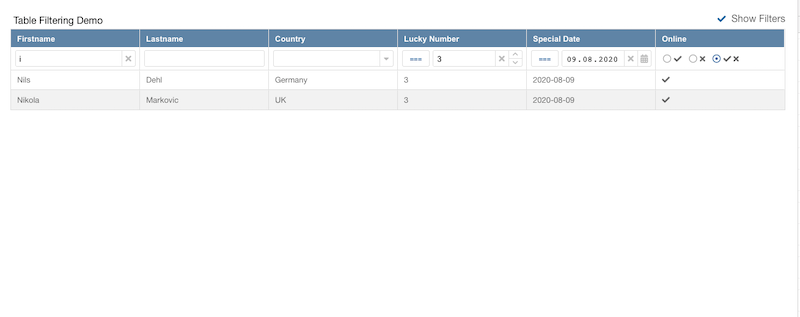 Table Filtering Demo
Show Filters
Firstname Lastname Country Lucky Number Special Date Online
i === 3 === 09.08.2020
Nils Dehl Germany 3 2020-08-09
Nikola Markovic UK 3 2020-08-09